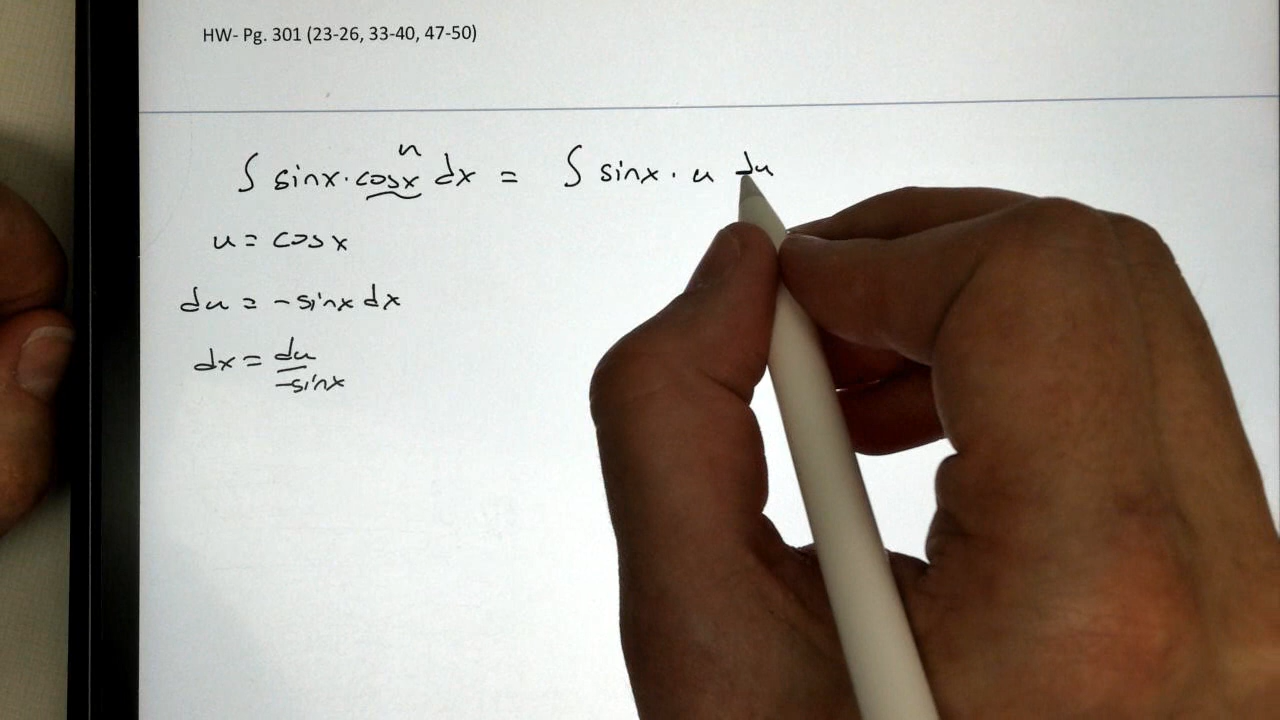 HW- Pg. 301 (23-26, 33-40, 47-50)
∫ sinx · cosx u dx = ∫ sinx · u du
u = cosx
du = -sinx dx
dx = du / -sinx